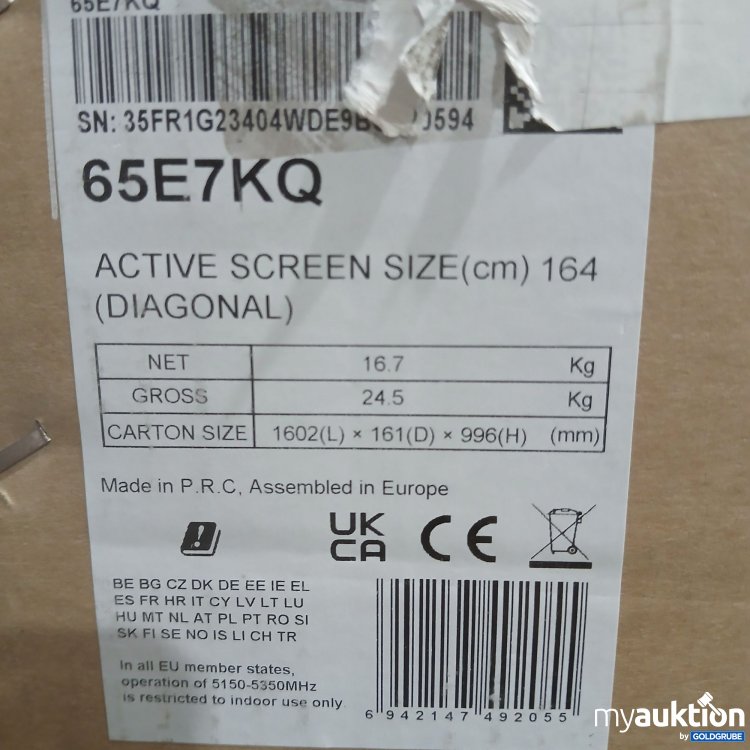 65E7KQ
SN: 35FR1G23404WDE9B 0594
65E7KQ
ACTIVE SCREEN SIZE(cm) 164
(DIAGONAL)
NET 16.7 Kg
GROSS 24.5 Kg
CARTON SIZE 1602(L) × 161(D) × 996(H) (mm)
Made in P.R.C, Assembled in Europe
UK
CA CE
BE BG CZ DK DE EE IE EL
ES FR HR IT CY LV LT LU
HU MT NL AT PL PT RO SI
SK FI SE NO IS LI CH TR
In all EU member states,
operation of 5150-5350MHz
is restricted to indoor use only
6 942147 492055
myauktion
by GOLDGRUBE